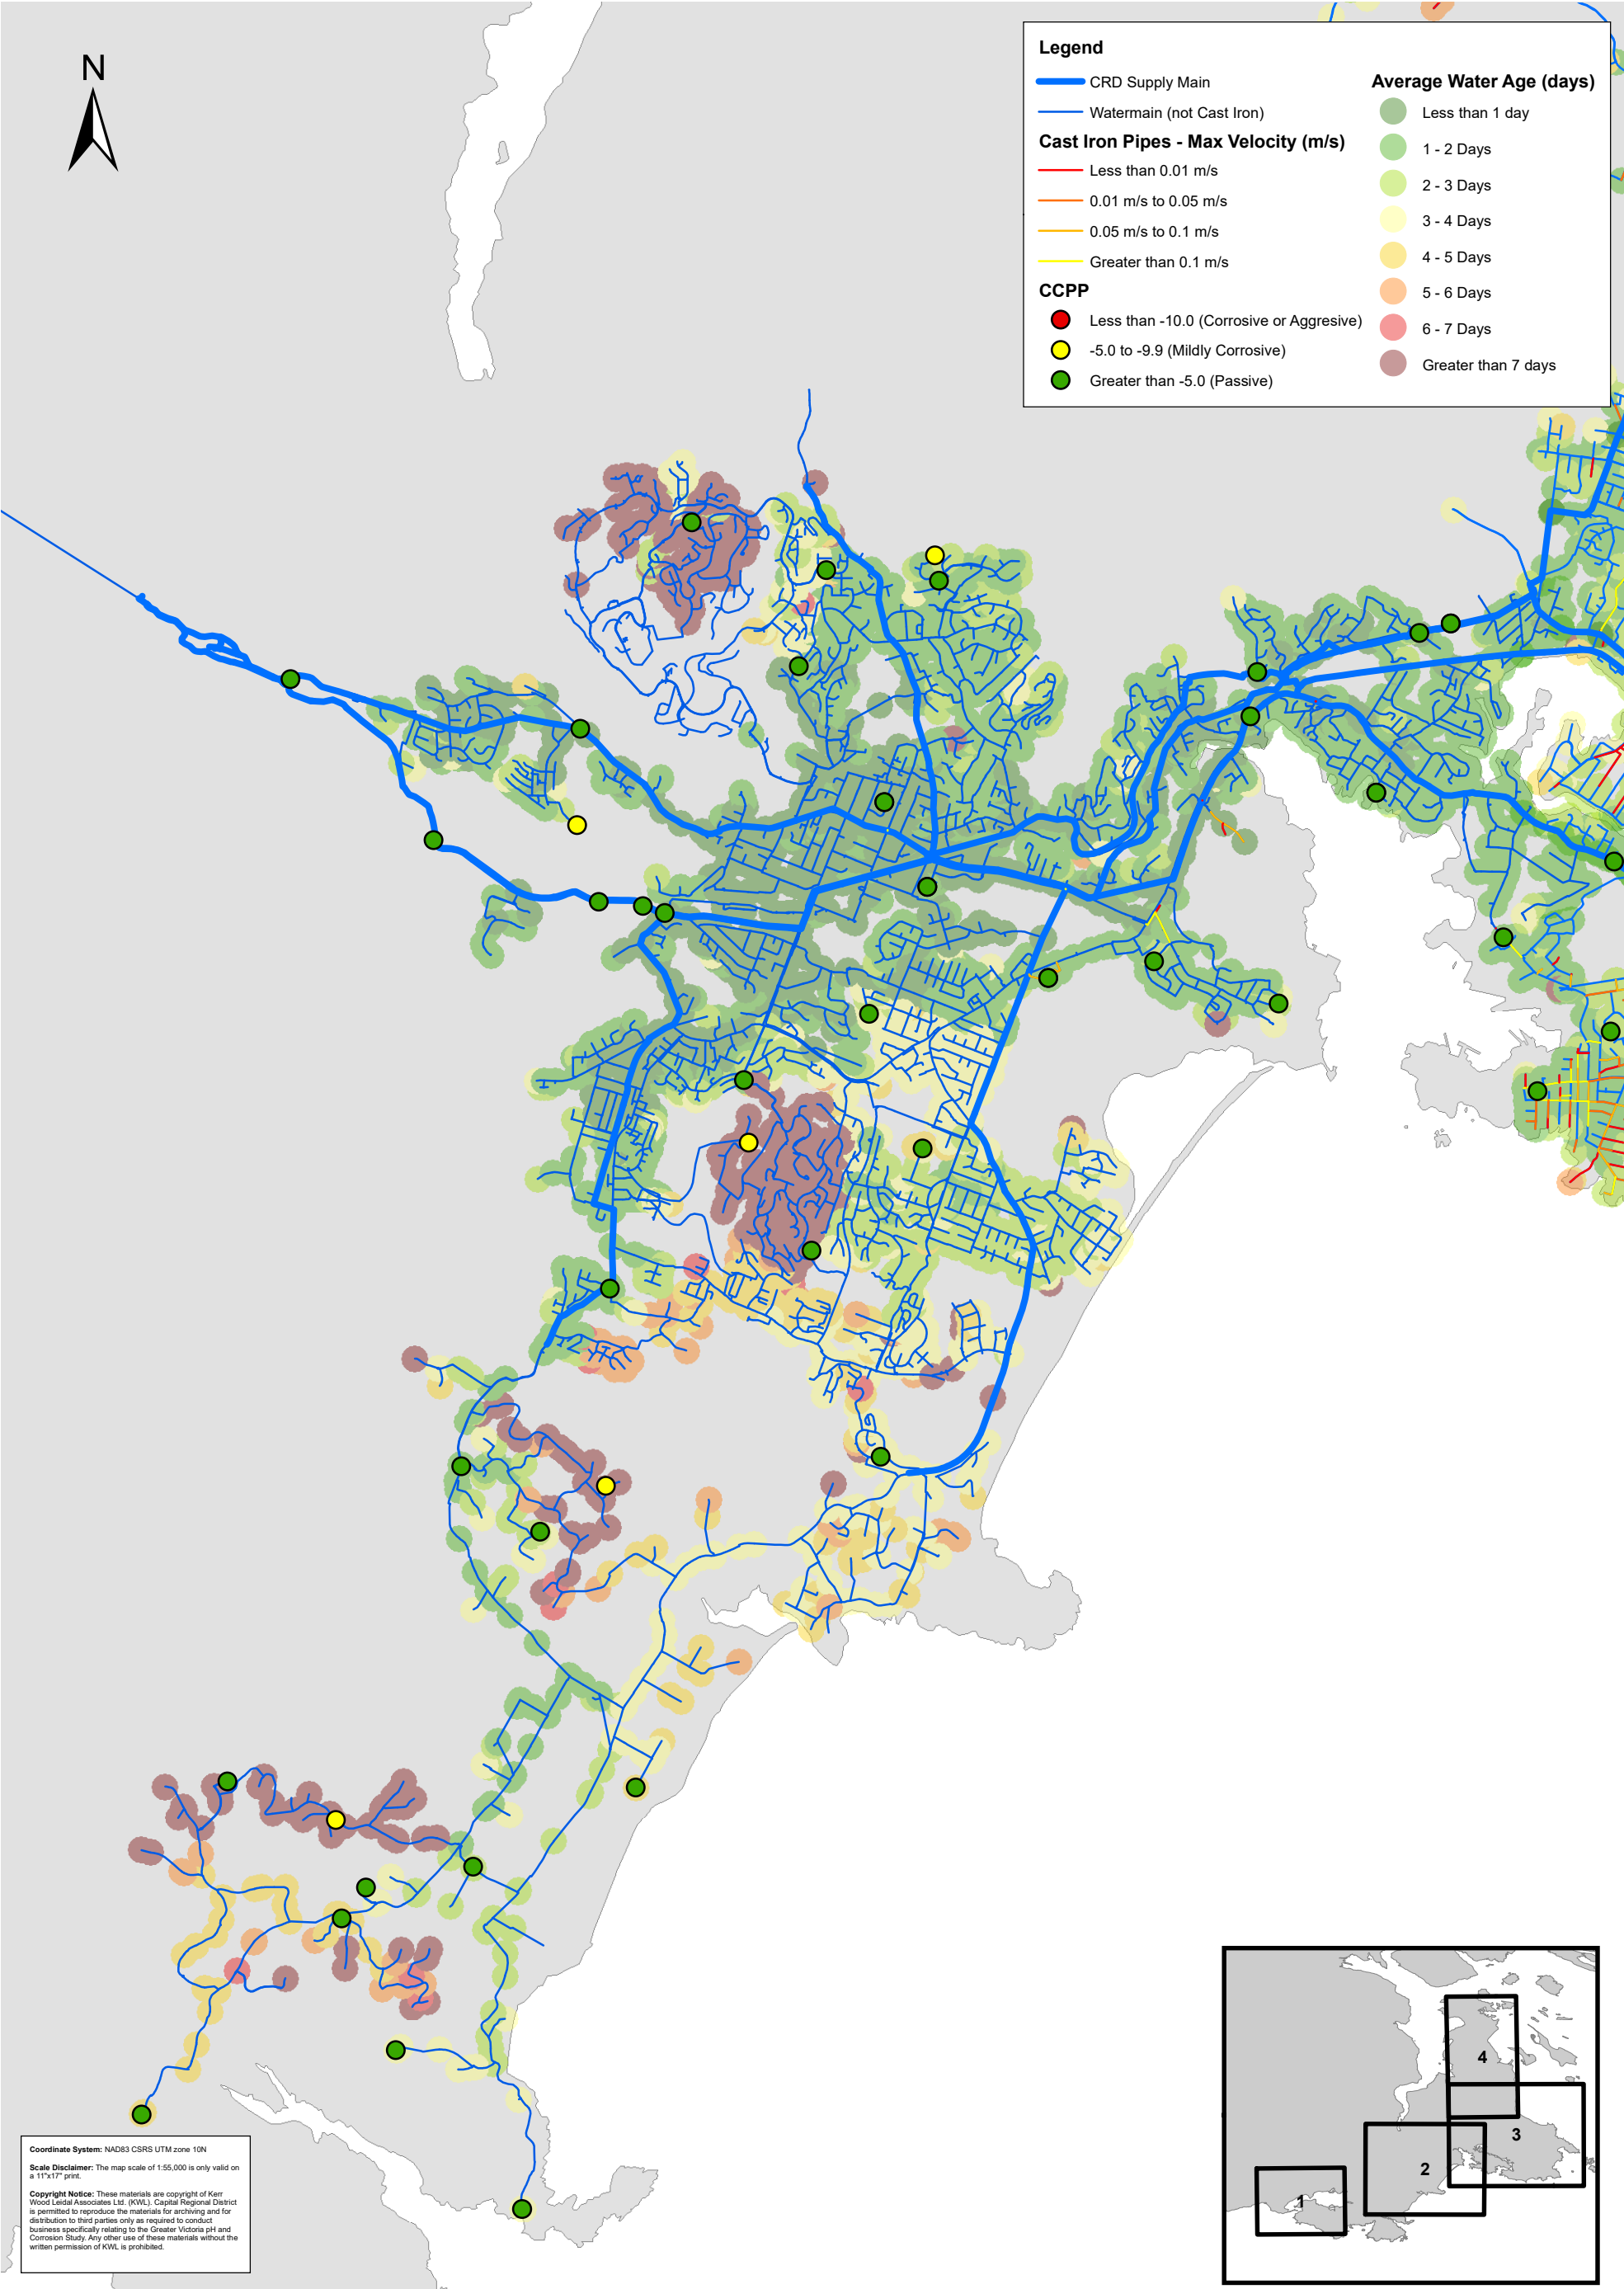 N
Legend
CRD Supply Main
Watermain (not Cast Iron)
Cast Iron Pipes - Max Velocity (m/s)
Less than 0.01 m/s
0.01 m/s to 0.05 m/s
0.05 m/s to 0.1 m/s
Greater than 0.1 m/s
CCPP
Less than -10.0 (Corrosive or Aggresive)
-5.0 to -9.9 (Mildly Corrosive)
Greater than -5.0 (Passive)
Average Water Age (days)
Less than 1 day
1 - 2 Days
2 - 3 Days
3 - 4 Days
4 - 5 Days
5 - 6 Days
6 - 7 Days
Greater than 7 days
4
3
2
1
Coordinate System: NAD83 CSRS UTM zone 10N
Scale Disclaimer: The map scale of 1:55,000 is only valid on
a 11"x17" print.
Copyright Notice: These materials are copyright of Kerr
Wood Leidal Associates Ltd. (KWL). Capital Regional District
is permitted to reproduce the materials for archiving and for
distribution to third parties only as required to conduct
business specifically relating to the Greater Victoria pH and
Corrosion Study. Any other use of these materials without the
written permission of KWL is prohibited.